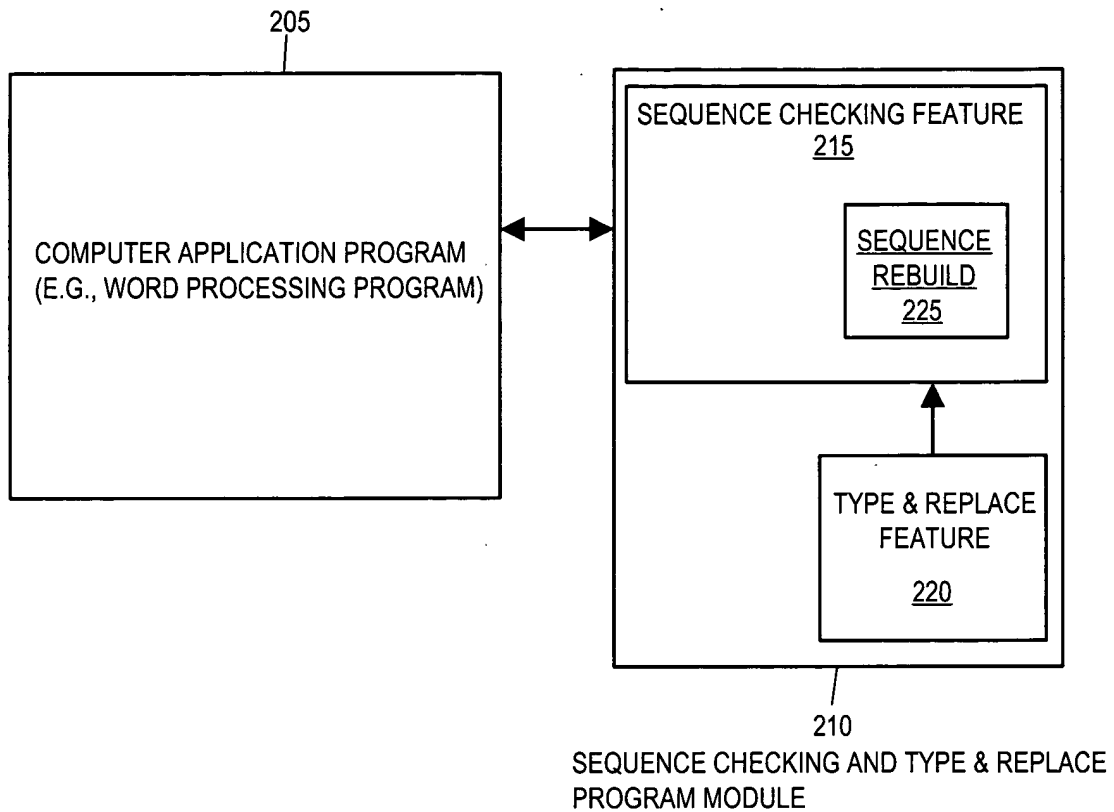 205
COMPUTER APPLICATION PROGRAM
(E.G., WORD PROCESSING PROGRAM)
SEQUENCE CHECKING FEATURE
215
SEQUENCE
REBUILD
225
TYPE & REPLACE
FEATURE
220
210
SEQUENCE CHECKING AND TYPE & REPLACE
PROGRAM MODULE